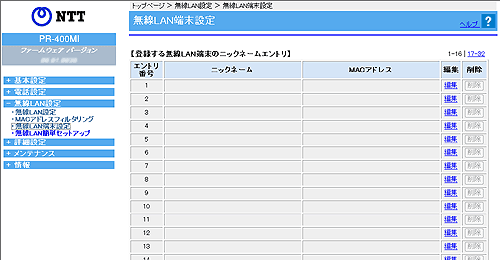 NTT
PR-400MI
ファームウェア バージョン
+ 基本設定
+ 電話設定
− 無線LAN設定
・無線LAN設定
・MACアドレスフィルタリング
・無線LAN端末設定
・無線LAN簡単セットアップ
+ 詳細設定
+ メンテナンス
+ 情報
トップページ > 無線LAN設定 > 無線LAN端末設定
無線LAN端末設定
ヘルプ ?
【登録する無線LAN端末のニックネームエントリ】
1-16 | 17-32
エントリ番号 ニックネーム MACアドレス 編集 削除
1 編集 削除
2 編集 削除
3 編集 削除
4 編集 削除
5 編集 削除
6 編集 削除
7 編集 削除
8 編集 削除
9 編集 削除
10 編集 削除
11 編集 削除
12 編集 削除
13 編集 削除